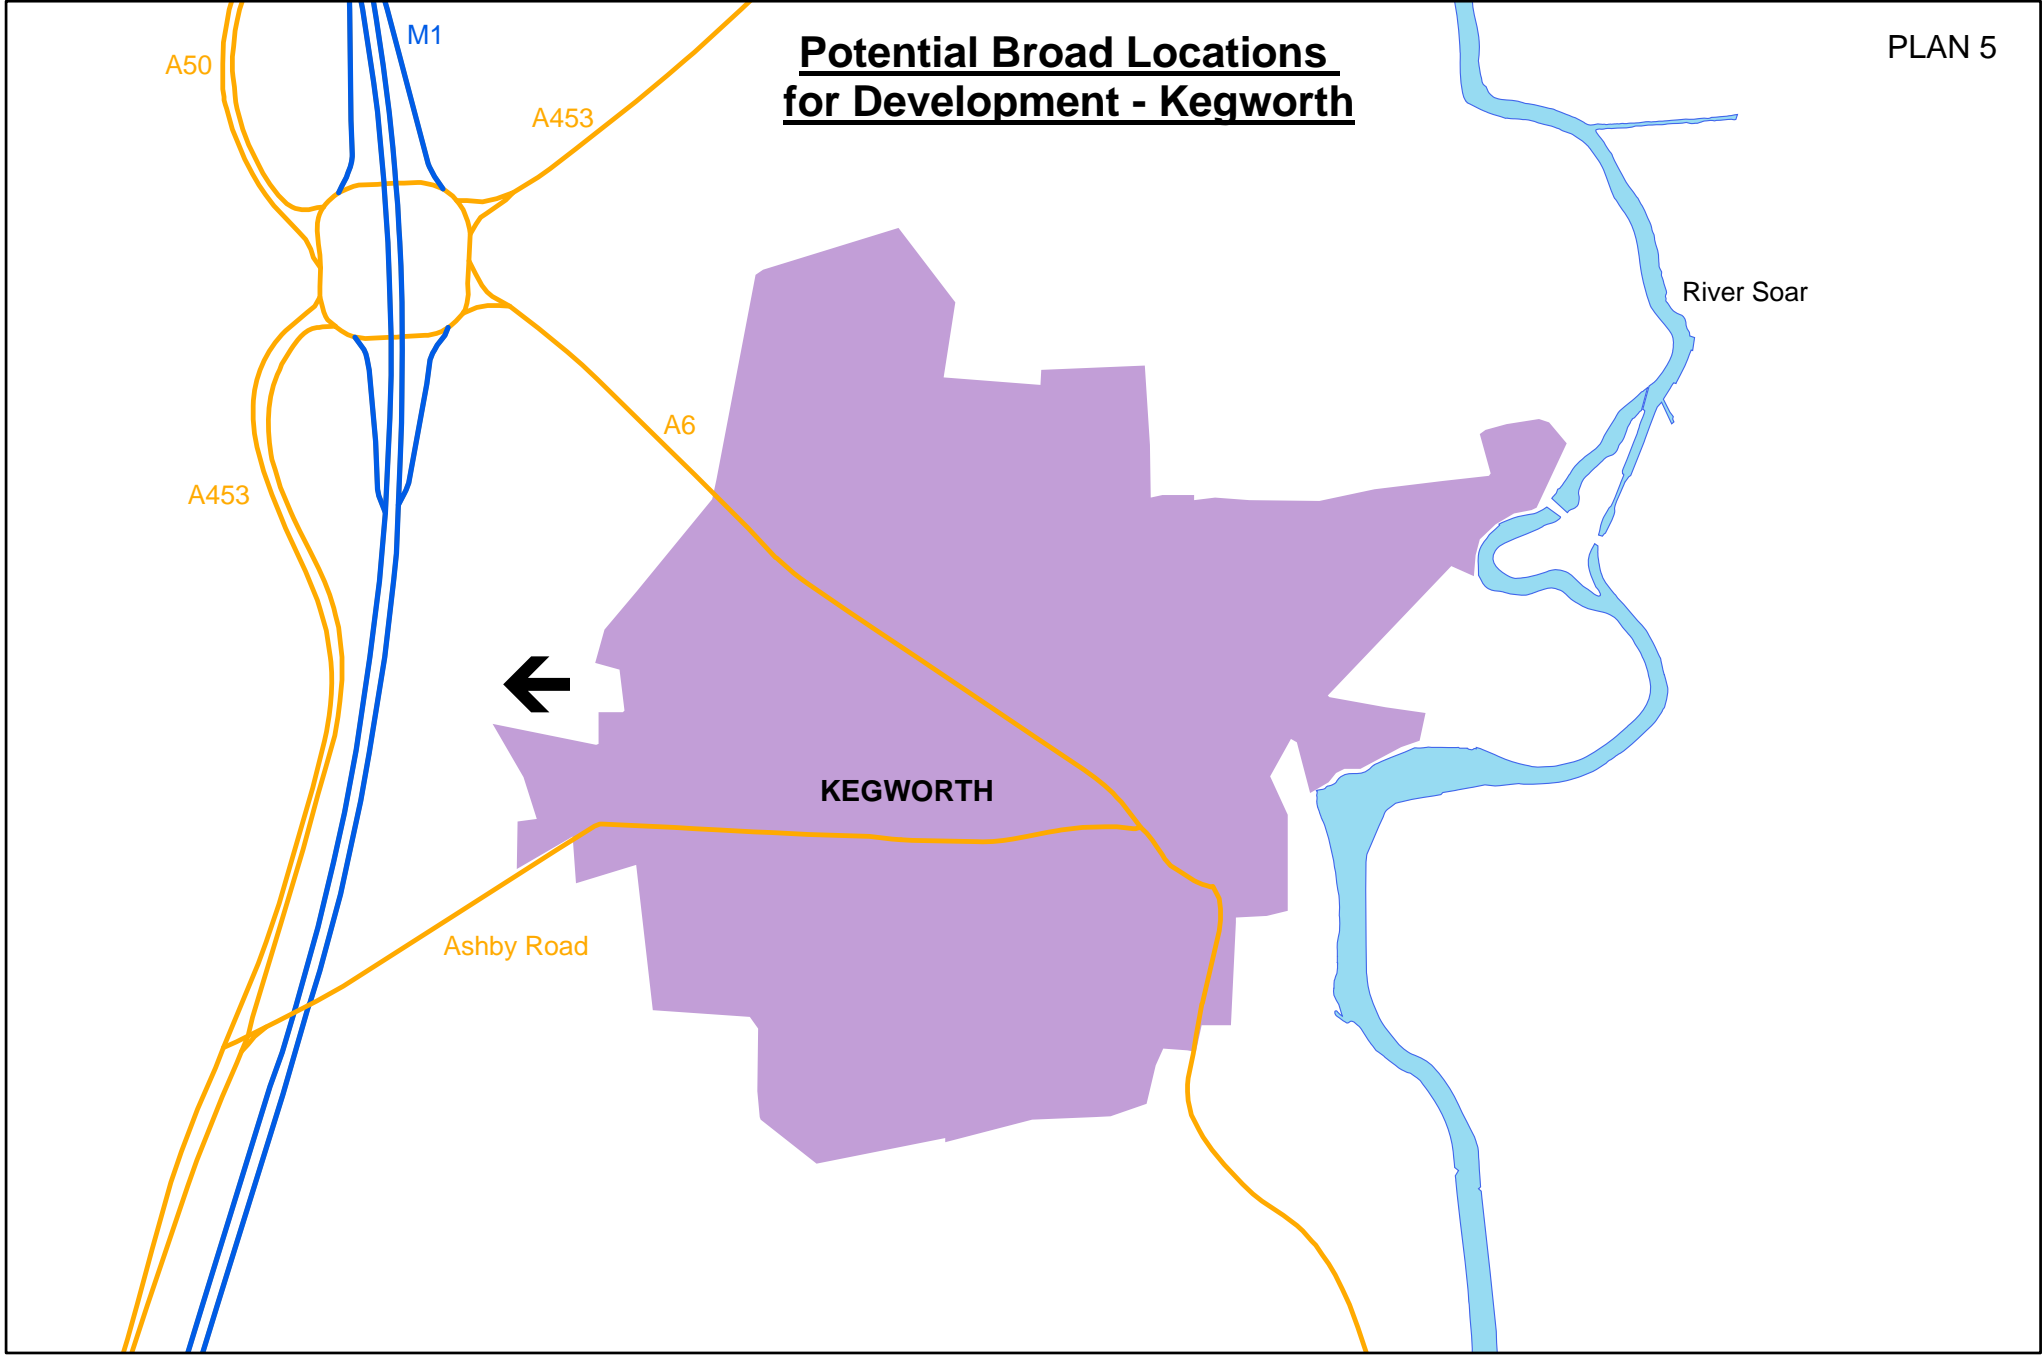 Potential Broad Locations
for Development - Kegworth
PLAN 5
M1
A50
A453
River Soar
A6
A453
KEGWORTH
Ashby Road